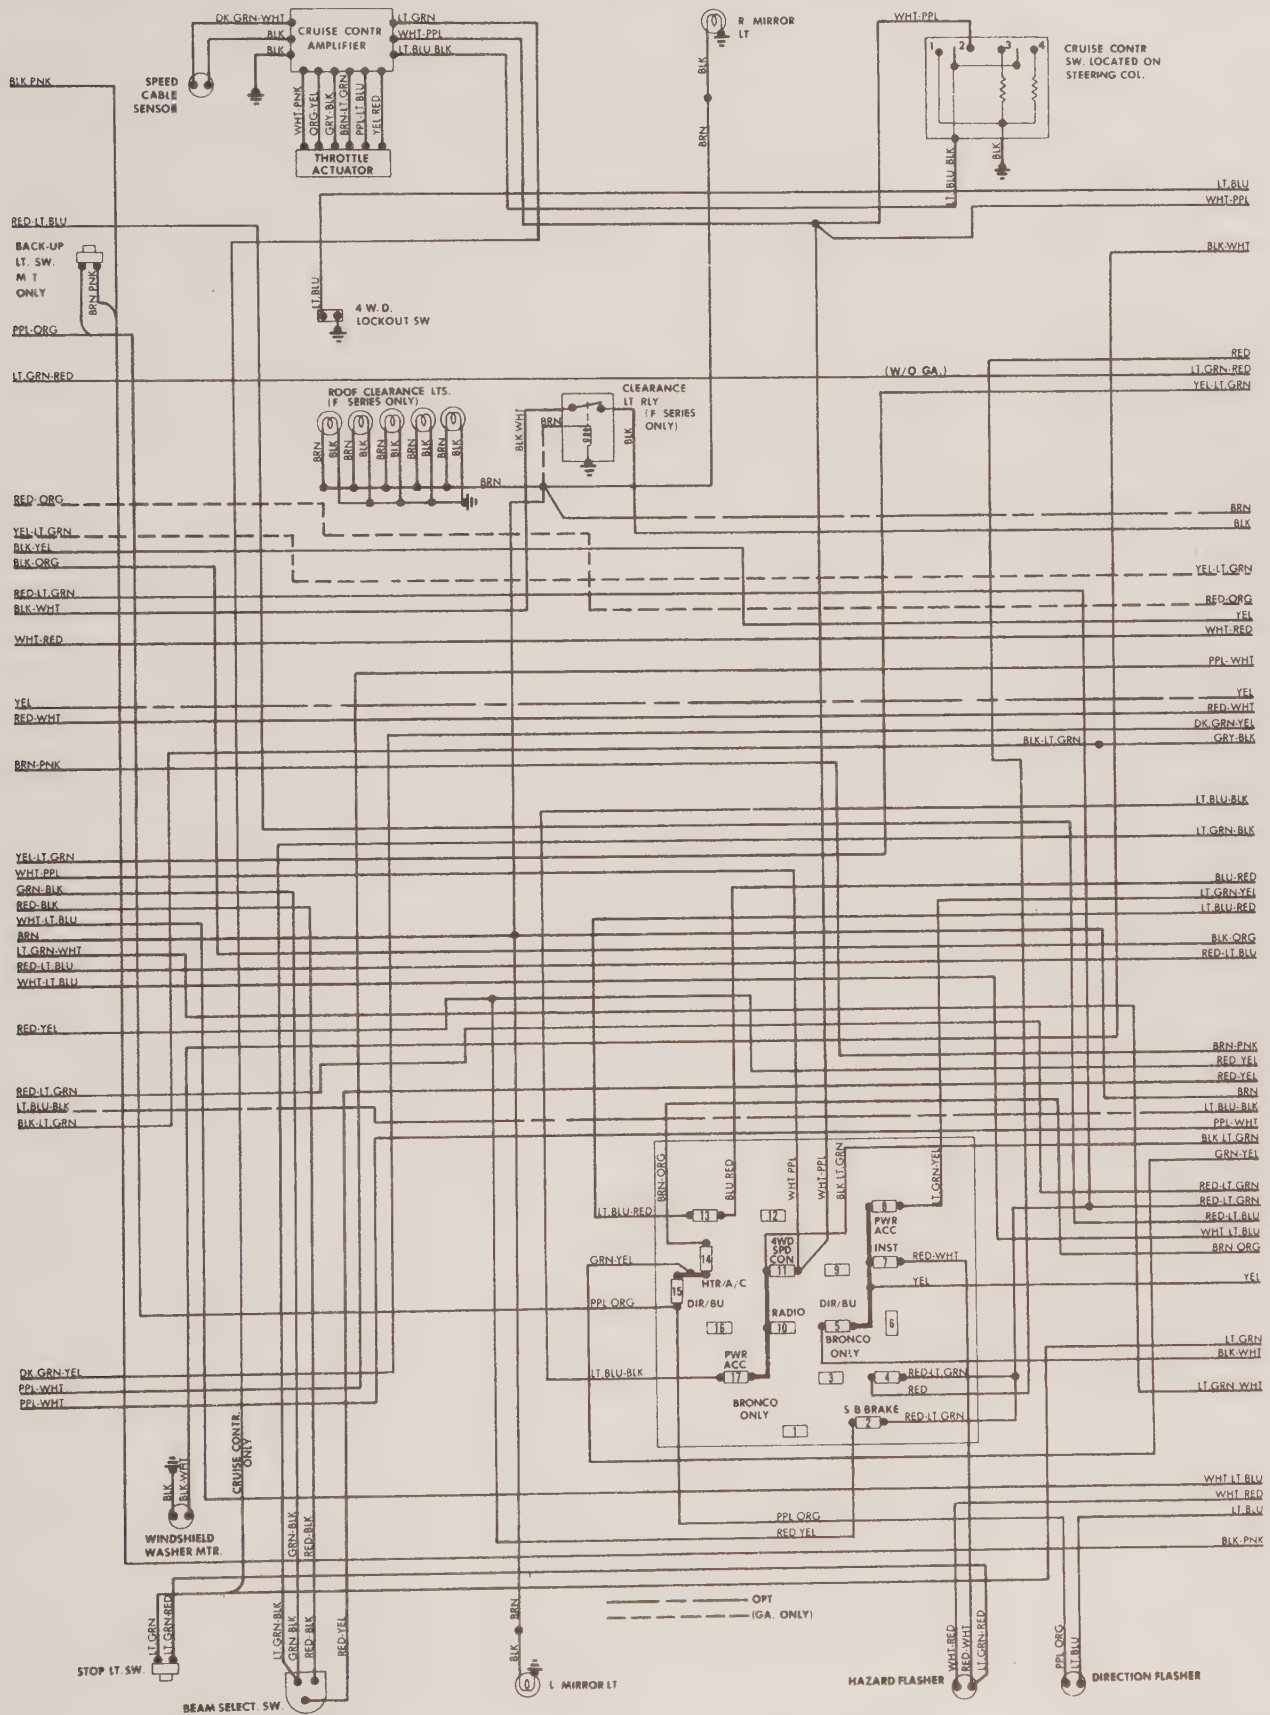 DK.GRN-WHT
BLK
BLK
CRUISE CONTR
AMPLIFIER
LT.GRN
WHT-PPL
LT.BLU BLK
R MIRROR
LT
WHT-PPL
1 2 3 4
CRUISE CONTR
SW. LOCATED ON
STEERING COL.
BLK PNK
SPEED
CABLE
SENSOR
WHT-PNK
ORG-YEL
GRY-BLK
BRN-LT.GRN
PPL-LT BLU
YEL RED
THROTTLE
ACTUATOR
BLK
BRN
LT BLU BLK
BLK
LT.BLU
WHT-PPL
RED-LT.BLU
BACK-UP
LT. SW.
M T
ONLY
BRN PNK
BLK-WHT
LT.BLU
4 W.D.
LOCKOUT SW
PPL-ORG
RED
LT.GRN-RED
(W/O GA.)
LT.GRN-RED
YEL-LT.GRN
ROOF CLEARANCE LTS.
(F SERIES ONLY)
CLEARANCE
LT RLY
(F SERIES
ONLY)
BRN
BLK
BRN
BLK
BRN
BLK
BRN
BLK
BRN
BLK
BLK WHT
BRN
BLK
BRN
RED-ORG
BRN
BLK
YEL-LT.GRN
BLK-YEL
BLK-ORG
YEL-LT.GRN
RED-LT.GRN
BLK-WHT
RED-ORG
YEL
WHT-RED
WHT-RED
PPL-WHT
YEL
YEL
RED-WHT
RED-WHT
DK.GRN-YEL
BLK-LT.GRN
GRY-BLK
BRN-PNK
LT.BLU-BLK
LT.GRN-BLK
YEL-LT.GRN
WHT-PPL
GRN-BLK
RED-BLK
WHT-LT.BLU
BRN
LT.GRN-WHT
RED-LT.BLU
WHT-LT.BLU
BLU-RED
LT.GRN-YEL
LT.BLU-RED
BLK-ORG
RED-LT.BLU
RED-YEL
BRN-PNK
RED YEL
RED-YEL
BRN
LT.BLU-BLK
PPL-WHT
BLK LT.GRN
GRN-YEL
RED-LT.GRN
LT.BLU-BLK
BLK-LT.GRN
RED-LT.GRN
RED-LT.GRN
RED-LT.BLU
WHT LT.BLU
BRN ORG
YEL
BRN-ORG
BLU RED
WHT PPL
WHT-PPL
BLK LT GRN
LT.GRN-YEL
LT.BLU-RED
13
12
8
PWR
ACC
4WD
SPD
CON
11
INST
7
RED-WHT
GRN-YEL
14
HTR/A/C
9
YEL
15
PPL ORG
DIR/BU
RADIO
10
16
DIR/BU
5
6
BRONCO
ONLY
PWR
ACC
LT.BLU-BLK
17
BRONCO
ONLY
3
4
RED-LT.GRN
RED
S B BRAKE
2
RED-LT.GRN
1
LT.GRN
BLK-WHT
LT.GRN WHT
DK.GRN-YEL
PPL-WHT
PPL-WHT
CRUISE CONTR.
ONLY
BLK
BLK-WHT
WINDSHIELD
WASHER MTR.
GRN-BLK
RED-BLK
WHT LT BLU
WHT RED
LT.BLU
BLK-PNK
PPL ORG
RED YEL
OPT
(GA. ONLY)
LT.GRN
LT.GRN-RED
STOP LT.SW.
LT GRN-BLK
GRN BLK
RED-BLK
RED-YEL
BEAM SELECT. SW.
BRN
BLK
L MIRROR LT
WHT-RED
RED-WHT
LT.GRN-RED
HAZARD FLASHER
PPL ORG
LT.BLU
DIRECTION FLASHER